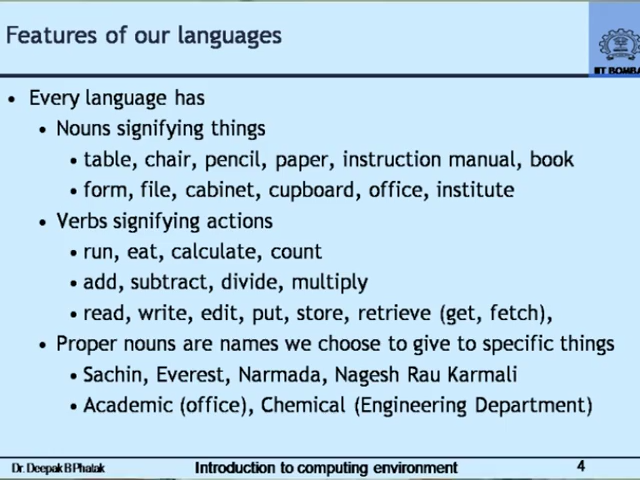 Features of our languages
IIT BOMBA
• Every language has
• Nouns signifying things
• table, chair, pencil, paper, instruction manual, book
• form, file, cabinet, cupboard, office, institute
• Verbs signifying actions
• run, eat, calculate, count
• add, subtract, divide, multiply
• read, write, edit, put, store, retrieve (get, fetch),
• Proper nouns are names we choose to give to specific things
• Sachin, Everest, Narmada, Nagesh Rau Karmali
• Academic (office), Chemical (Engineering Department)
Dr. Deepak B Phatak Introduction to computing environment 4